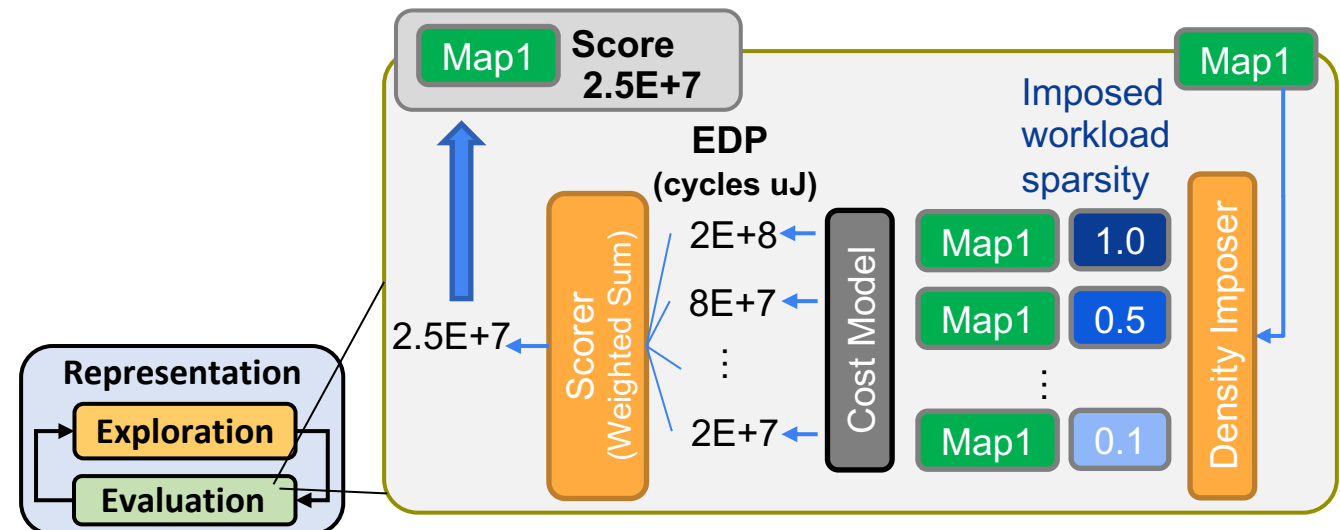 Map1
Score
2.5E+7
Map1
Imposed
workload
sparsity
EDP
(cycles uJ)
2E+8
8E+7
⋮
2E+7
2.5E+7
Scorer
(Weighted Sum)
Cost Model
Map1 1.0
Map1 0.5
⋮
Map1 0.1
Density Imposer
Representation
Exploration
Evaluation